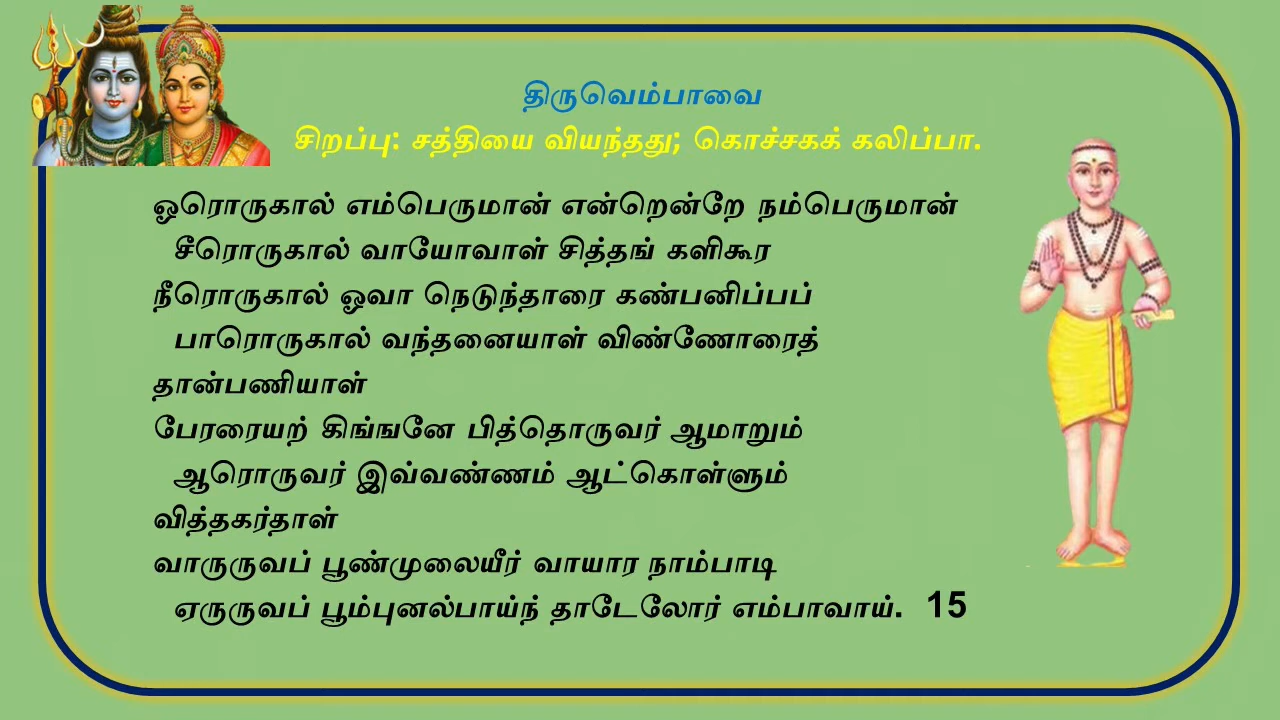 திருவெம்பாவை
சிறப்பு: சத்தியை வியந்தது; கொச்சகக் கலிப்பா.
ஓரொருகால் எம்பெருமான் என்றென்றே நம்பெருமான்
சீரொருகால் வாயோவாள் சித்தங் களிகூர
நீரொருகால் ஓவா நெடுந்தாரை கண்பனிப்பப்
பாரொருகால் வந்தனையாள் விண்ணோரைத்
தான்பணியாள்
பேரரையற் கிங்ஙனே பித்தொருவர் ஆமாறும்
ஆரொருவர் இவ்வண்ணம் ஆட்கொள்ளும்
வித்தகர்தாள்
வாருருவப் பூண்முலையீர் வாயார நாம்பாடி
ஏருருவப் பூம்புனல்பாய்ந் தாடேலோர் எம்பாவாய். 15